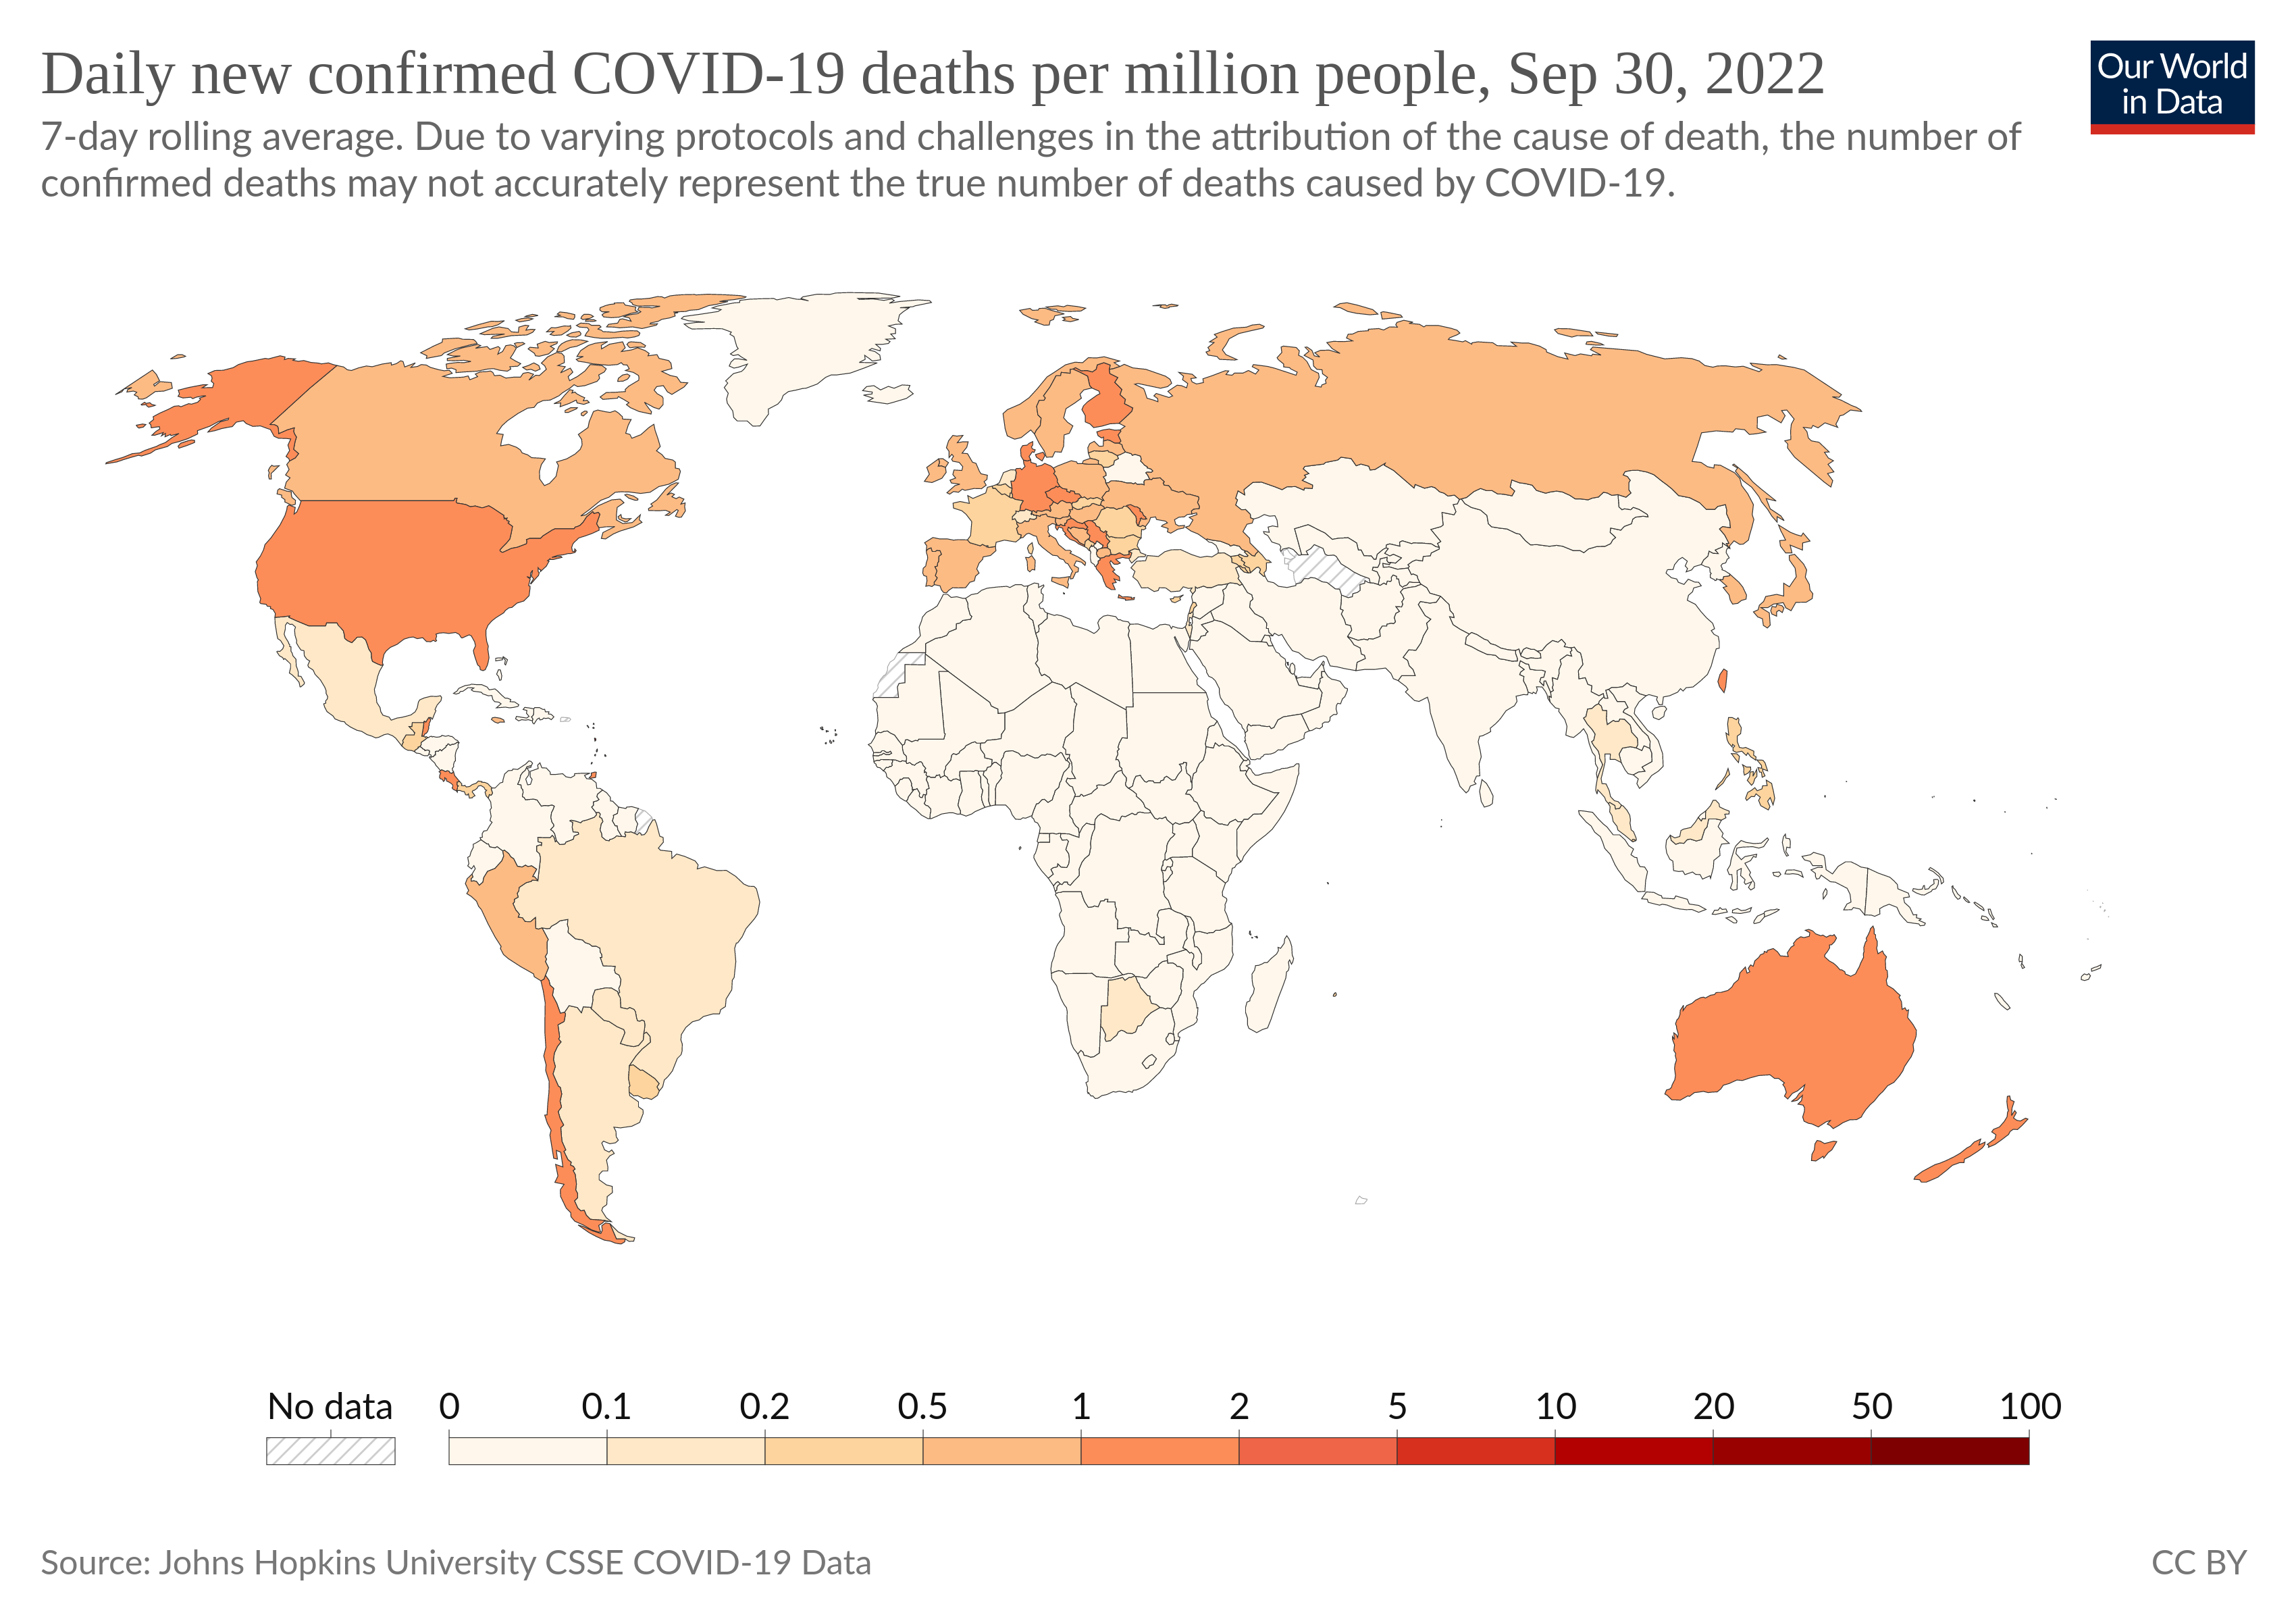 Daily new confirmed COVID-19 deaths per million people, Sep 30, 2022
Our World
in Data
7-day rolling average. Due to varying protocols and challenges in the attribution of the cause of death, the number of
confirmed deaths may not accurately represent the true number of deaths caused by COVID-19.
No data 0 0.1 0.2 0.5 1 2 5 10 20 50 100
Source: Johns Hopkins University CSSE COVID-19 Data
CC BY